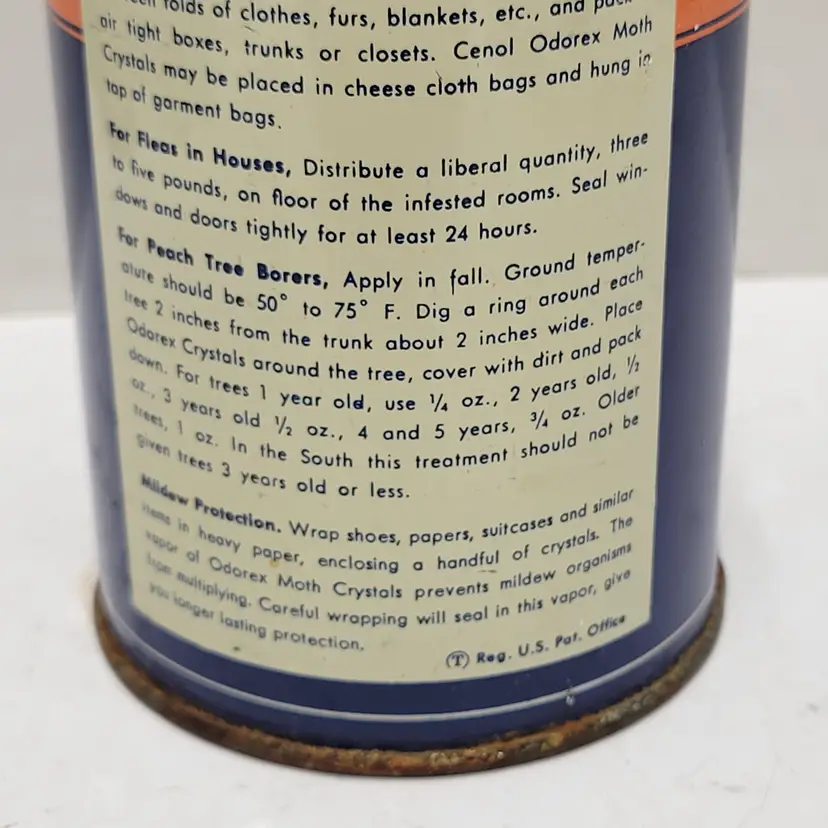 folds of clothes, furs, blankets, etc., and
air tight boxes, trunks or closets. Cenol Odorex Moth
Crystals may be placed in cheese cloth bags and hung in
top of garment bags.
For Fleas in Houses, Distribute a liberal quantity, three
to five pounds, on floor of the infested rooms. Seal win-
dows and doors tightly for at least 24 hours.
For Peach Tree Borers, Apply in fall. Ground temper-
ature should be 50° to 75° F. Dig a ring around each
tree 2 inches from the trunk about 2 inches wide. Place
Odorex Crystals around the tree, cover with dirt and pack
down. For trees 1 year old, use ¼ oz., 2 years old, ½
oz., 3 years old ½ oz., 4 and 5 years, ¾ oz. Older
trees, 1 oz. In the South this treatment should not be
given trees 3 years old or less.
Mildew Protection. Wrap shoes, papers, suitcases and similar
items in heavy paper, enclosing a handful of crystals. The
vapor of Odorex Moth Crystals prevents mildew organisms
from multiplying. Careful wrapping will seal in this vapor, give
you longer lasting protection.
Ⓣ Reg. U.S. Pat. Office